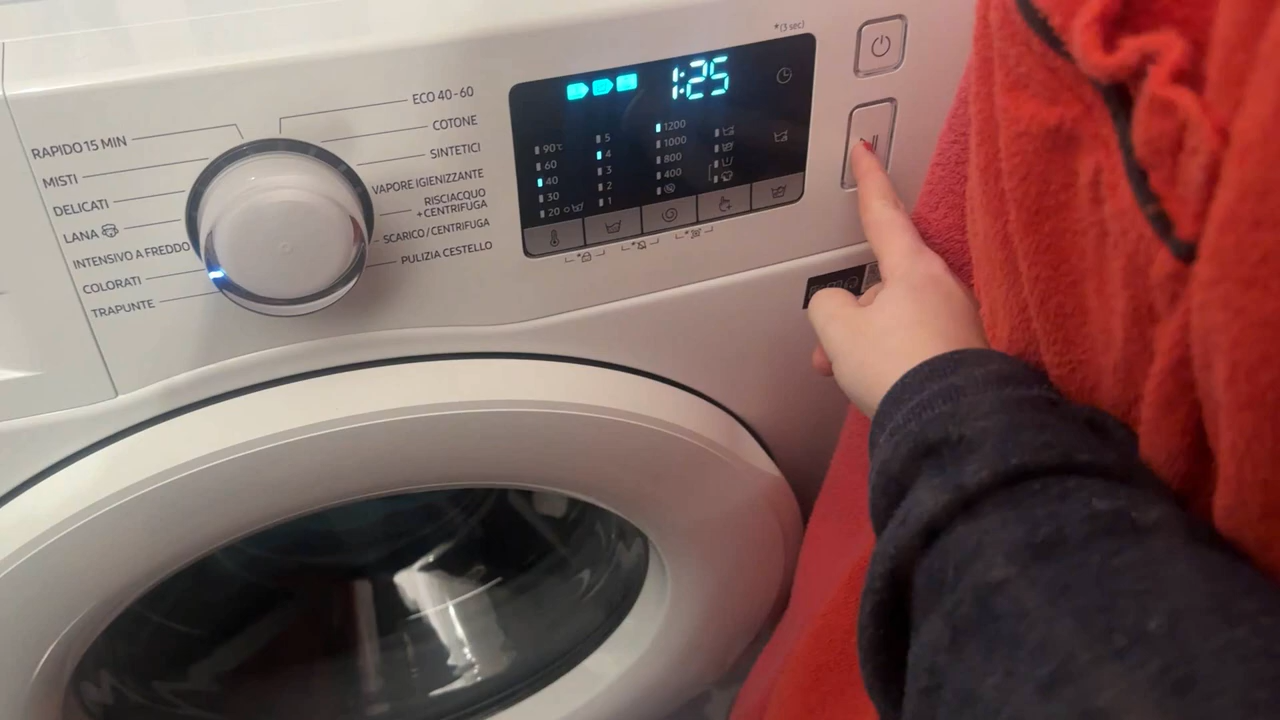 *(3 sec)
1:25
ECO 40-60
COTONE
SINTETICI
VAPORE IGIENIZZANTE
RISCIACQUO
+CENTRIFUGA
SCARICO/CENTRIFUGA
PULIZIA CESTELLO
RAPIDO 15 MIN
MISTI
DELICATI
LANA
INTENSIVO A FREDDO
COLORATI
TRAPUNTE
90°C
60
40
30
20
5
4
3
2
1
1200
1000
800
400